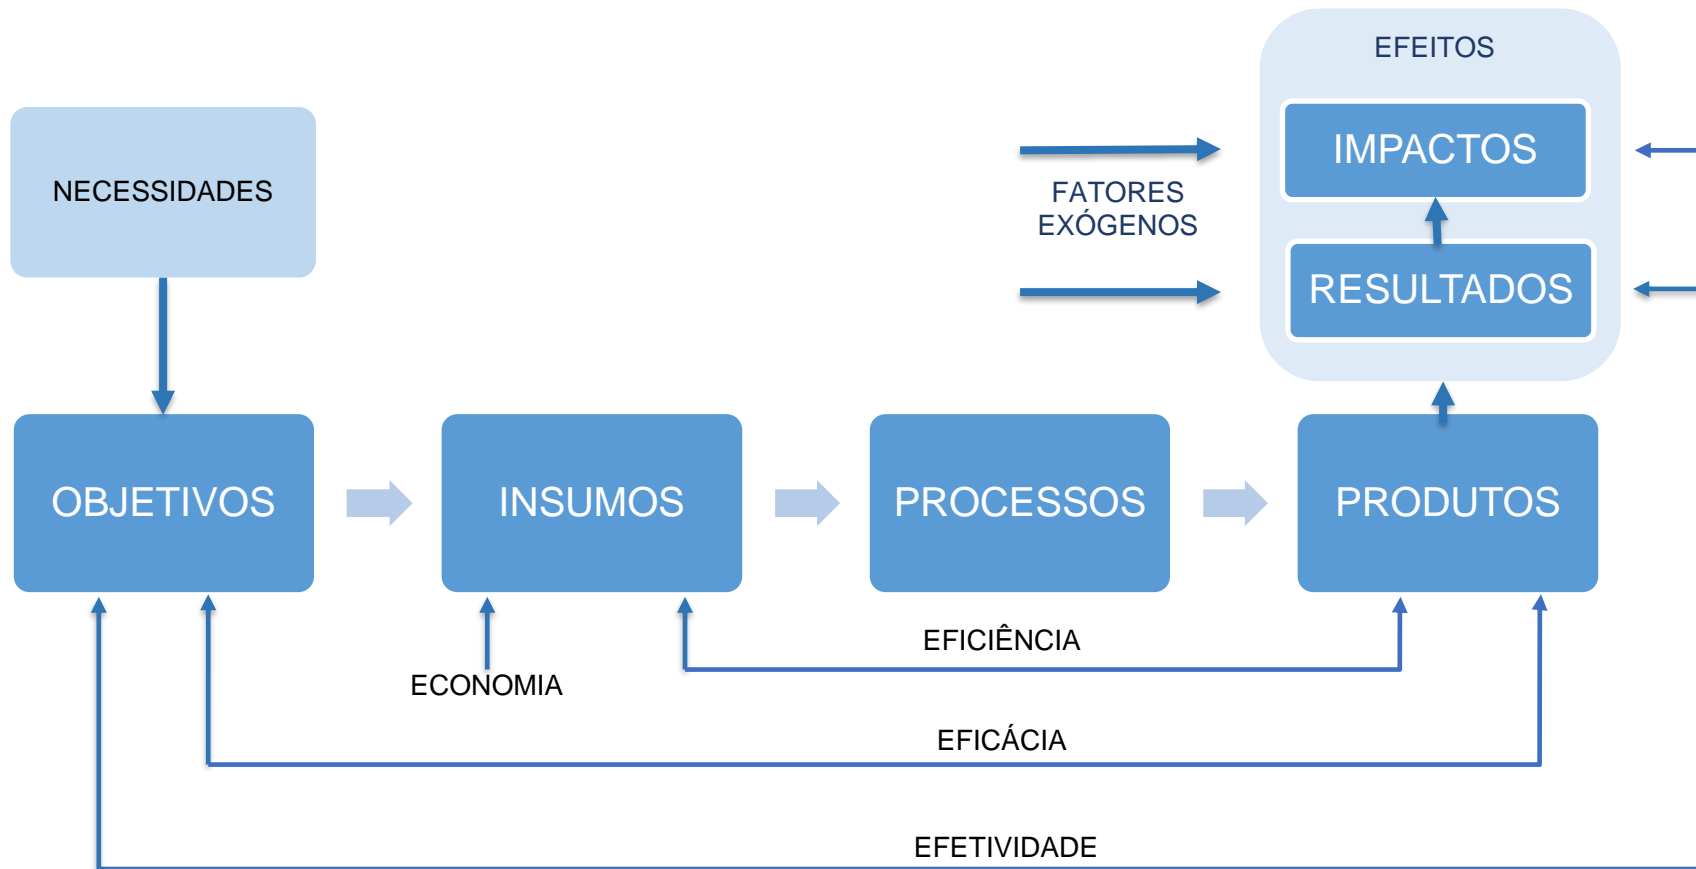 EFEITOS
IMPACTOS
NECESSIDADES
FATORES
EXÓGENOS
RESULTADOS
OBJETIVOS
INSUMOS
PROCESSOS
PRODUTOS
EFICIÊNCIA
ECONOMIA
EFICÁCIA
EFETIVIDADE